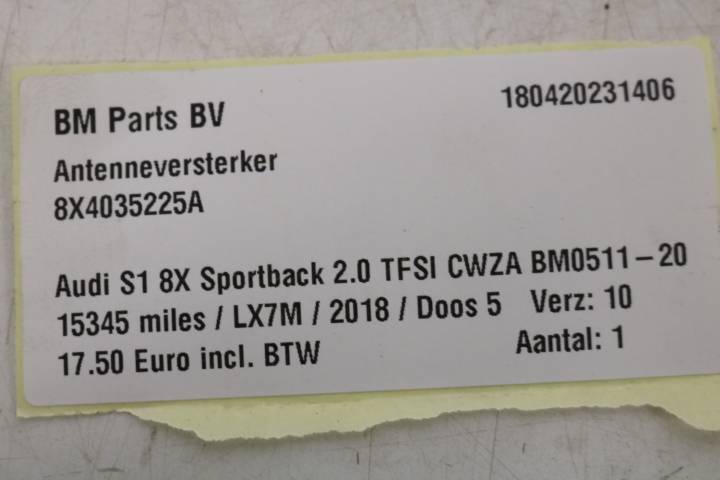 BM Parts BV 180420231406
Antenneversterker
8X4035225A
Audi S1 8X Sportback 2.0 TFSI CWZA BM0511-20
15345 miles / LX7M / 2018 / Doos 5 Verz: 10
17.50 Euro incl. BTW Aantal: 1